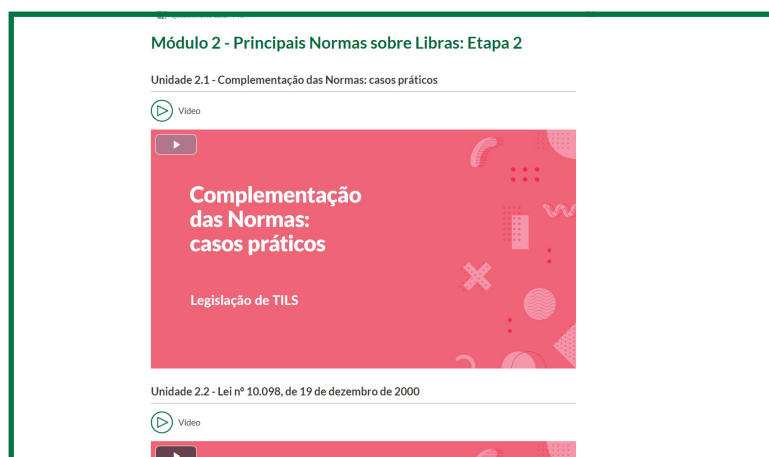 Módulo 2 - Principais Normas sobre Libras: Etapa 2
Unidade 2.1 - Complementação das Normas: casos práticos
Vídeo
Complementação
das Normas:
casos práticos
Legislação de TILS
Unidade 2.2 - Lei nº 10.098, de 19 de dezembro de 2000
Vídeo